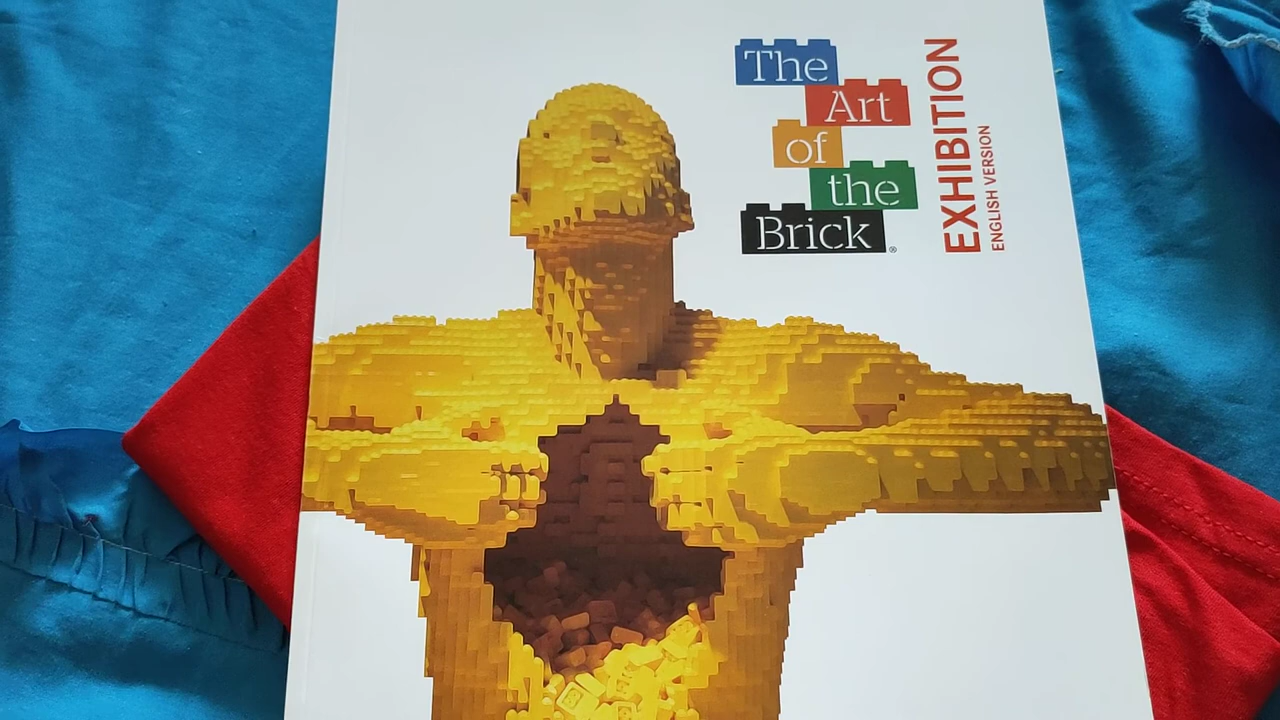 The
Art
of
the
Brick®
EXHIBITION
ENGLISH VERSION